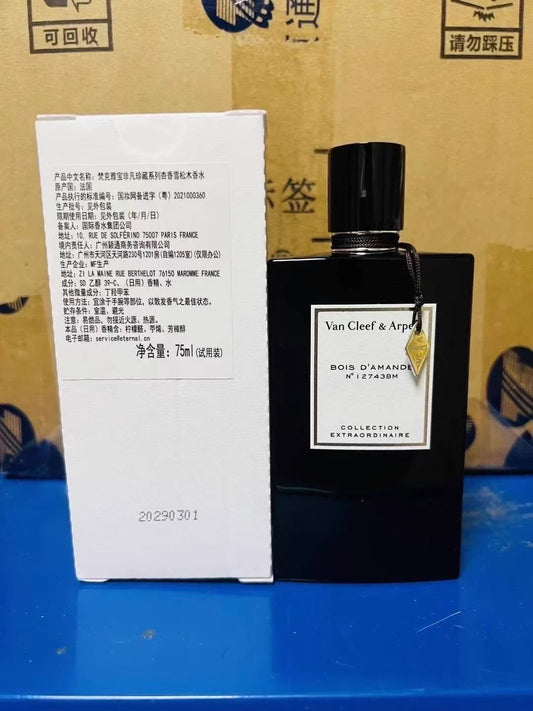 可回收
通
请勿踩压
标签
产品中文名称：梵克雅宝非凡珍藏系列杏香雪松木香水
原产国：法国
产品执行的标准编号：国妆网备进字（粤）2021000360
生产批号：见外包装
限期使用日期：见外包装（年/月/日）
备案人：国际香水集团公司
地址：10, RUE DE SOLFÉRINO 75007 PARIS FRANCE
境内责任人：广州颖通商务咨询有限公司
地址：广州市天河区天河路230号1201房（自编1205室）（仅限办公）
生产企业：MF生产
地址：Z I LA MAINE RUE BERTHELOT 76150 MAROMME FRANCE
成分：SD 乙醇 39-C、（日用）香精、水
其他微量成分：丁羟甲苯
使用方法：宜涂于手腕等部位，以散发香气之最佳状态。
贮存条件：室温、避光
注意：易燃品，勿接近火源、热源。
本品（日用）香精含：柠檬醛、苧烯、芳樟醇
电子邮箱：service@eternal.cn
净含量：75ml（试用装）
20290301
Van Cleef & Arpe
BOIS D'AMANDE
N° 127438M
COLLECTION
EXTRAORDINAIRE